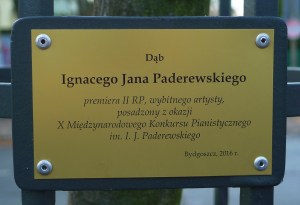 Dąb
Ignacego Jana Paderewskiego
premiera II RP, wybitnego artysty,
posadzony z okazji
X Międzynarodowego Konkursu Pianistycznego
im. I. J. Paderewskiego
Bydgoszcz, 2016 r.